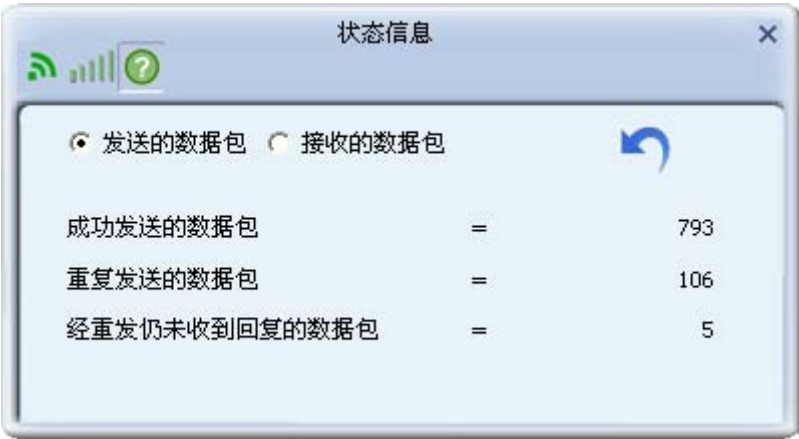 状态信息
发送的数据包 接收的数据包
成功发送的数据包 = 793
重复发送的数据包 = 106
经重发仍未收到回复的数据包 = 5